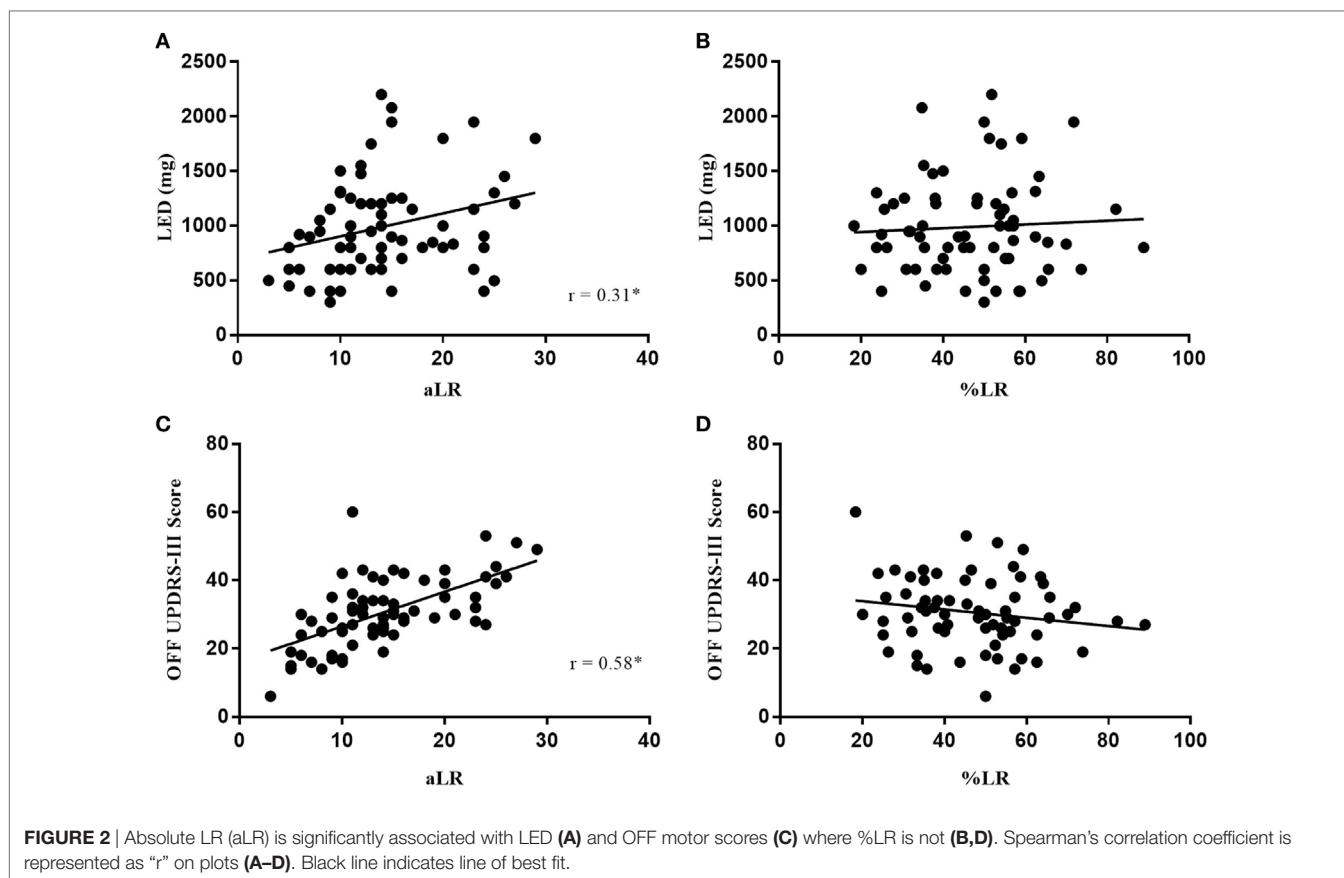 A
2500
2000
1500
1000
500
0
LED (mg)
0 10 20 30 40
aLR
r = 0.31*
B
2500
2000
1500
1000
500
0
LED (mg)
0 20 40 60 80 100
%LR
C
80
60
40
20
0
OFF UPDRS-III Score
0 10 20 30 40
aLR
r = 0.58*
D
80
60
40
20
0
OFF UPDRS-III Score
0 20 40 60 80 100
%LR
FIGURE 2 | Absolute LR (aLR) is significantly associated with LED (A) and OFF motor scores (C) where %LR is not (B,D). Spearman’s correlation coefficient is
represented as “r” on plots (A–D). Black line indicates line of best fit.